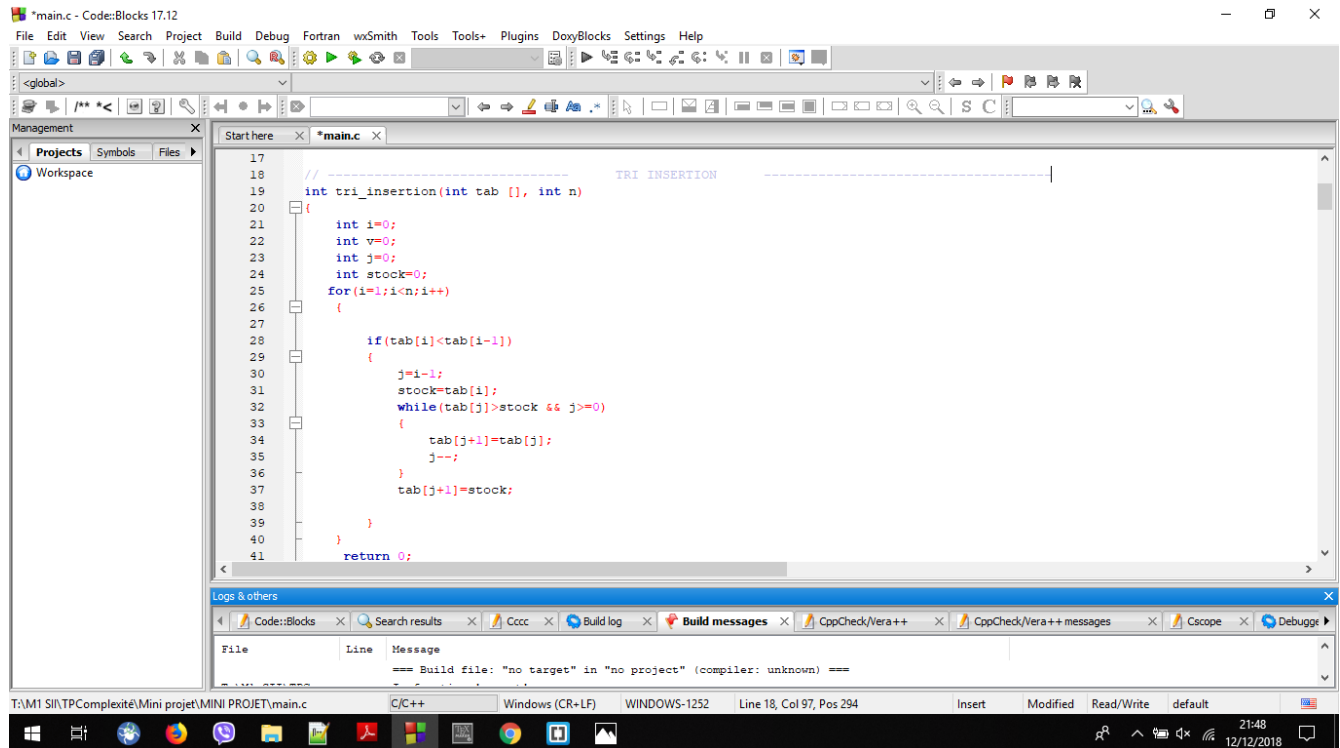 *main.c - Code::Blocks 17.12
File Edit View Search Project Build Debug Fortran wxSmith Tools Tools+ Plugins DoxyBlocks Settings Help
<global>
/** *<
S C
Management
Start here *main.c
Projects Symbols Files
Workspace
17
18 // ------------------------------- TRI INSERTION -------------------------------------
19 int tri_insertion(int tab [], int n)
20 {
21 int i=0;
22 int v=0;
23 int j=0;
24 int stock=0;
25 for(i=1;i<n;i++)
26 {
27
28 if(tab[i]<tab[i-1])
29 {
30 j=i-1;
31 stock=tab[i];
32 while(tab[j]>stock && j>=0)
33 {
34 tab[j+1]=tab[j];
35 j--;
36 }
37 tab[j+1]=stock;
38
39 }
40 }
41 return 0;
Logs & others
Code::Blocks Search results Cccc Build log Build messages CppCheck/Vera++ CppCheck/Vera++ messages Cscope Debugge
File Line Message
=== Build file: "no target" in "no project" (compiler: unknown) ===
T:\M1 SII\TPComplexité\Mini projet\MINI PROJET\main.c C/C++ Windows (CR+LF) WINDOWS-1252 Line 18, Col 97, Pos 294 Insert Modified Read/Write default
21:48
12/12/2018